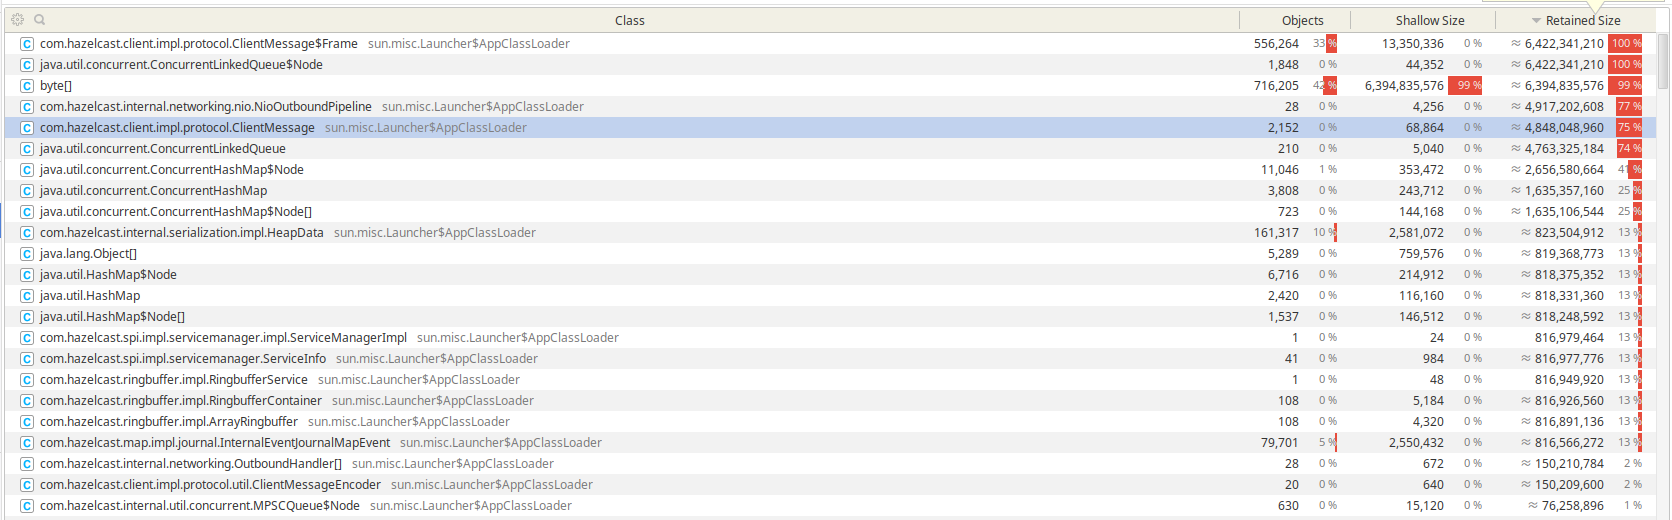 Class Objects Shallow Size Retained Size
C com.hazelcast.client.impl.protocol.ClientMessage$Frame sun.misc.Launcher$AppClassLoader 556,264 33 % 13,350,336 0 % ≈ 6,422,341,210 100 %
C java.util.concurrent.ConcurrentLinkedQueue$Node 1,848 0 % 44,352 0 % ≈ 6,422,341,210 100 %
C byte[] 716,205 42 % 6,394,835,576 99 % ≈ 6,394,835,576 99 %
C com.hazelcast.internal.networking.nio.NioOutboundPipeline sun.misc.Launcher$AppClassLoader 28 0 % 4,256 0 % ≈ 4,917,202,608 77 %
C com.hazelcast.client.impl.protocol.ClientMessage sun.misc.Launcher$AppClassLoader 2,152 0 % 68,864 0 % ≈ 4,848,048,960 75 %
C java.util.concurrent.ConcurrentLinkedQueue 210 0 % 5,040 0 % ≈ 4,763,325,184 74 %
C java.util.concurrent.ConcurrentHashMap$Node 11,046 1 % 353,472 0 % ≈ 2,656,580,664 41 %
C java.util.concurrent.ConcurrentHashMap 3,808 0 % 243,712 0 % ≈ 1,635,357,160 25 %
C java.util.concurrent.ConcurrentHashMap$Node[] 723 0 % 144,168 0 % ≈ 1,635,106,544 25 %
C com.hazelcast.internal.serialization.impl.HeapData sun.misc.Launcher$AppClassLoader 161,317 10 % 2,581,072 0 % ≈ 823,504,912 13 %
C java.lang.Object[] 5,289 0 % 759,576 0 % ≈ 819,368,773 13 %
C java.util.HashMap$Node 6,716 0 % 214,912 0 % ≈ 818,375,352 13 %
C java.util.HashMap 2,420 0 % 116,160 0 % ≈ 818,331,360 13 %
C java.util.HashMap$Node[] 1,537 0 % 146,512 0 % ≈ 818,248,592 13 %
C com.hazelcast.spi.impl.servicemanager.impl.ServiceManagerImpl sun.misc.Launcher$AppClassLoader 1 0 % 24 0 % 816,979,464 13 %
C com.hazelcast.spi.impl.servicemanager.ServiceInfo sun.misc.Launcher$AppClassLoader 41 0 % 984 0 % ≈ 816,977,776 13 %
C com.hazelcast.ringbuffer.impl.RingbufferService sun.misc.Launcher$AppClassLoader 1 0 % 48 0 % 816,949,920 13 %
C com.hazelcast.ringbuffer.impl.RingbufferContainer sun.misc.Launcher$AppClassLoader 108 0 % 5,184 0 % ≈ 816,926,560 13 %
C com.hazelcast.ringbuffer.impl.ArrayRingbuffer sun.misc.Launcher$AppClassLoader 108 0 % 4,320 0 % ≈ 816,891,136 13 %
C com.hazelcast.map.impl.journal.InternalEventJournalMapEvent sun.misc.Launcher$AppClassLoader 79,701 5 % 2,550,432 0 % ≈ 816,566,272 13 %
C com.hazelcast.internal.networking.OutboundHandler[] sun.misc.Launcher$AppClassLoader 28 0 % 672 0 % ≈ 150,210,784 2 %
C com.hazelcast.client.impl.protocol.util.ClientMessageEncoder sun.misc.Launcher$AppClassLoader 20 0 % 640 0 % ≈ 150,209,600 2 %
C com.hazelcast.internal.util.concurrent.MPSCQueue$Node sun.misc.Launcher$AppClassLoader 630 0 % 15,120 0 % ≈ 76,258,896 1 %